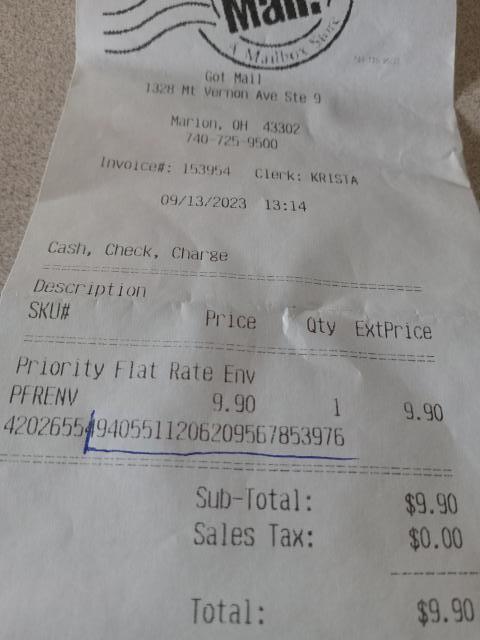 Mail.
A Mailbox Store
Got Mail
1328 Mt Vernon Ave Ste 9
Marion, OH 43302
740-725-9500
Invoice#: 153954 Clerk: KRISTA
09/13/2023 13:14
Cash, Check, Charge
Description
SKU# Price Qty ExtPrice
Priority Flat Rate Env
PFRENV 9.90 1 9.90
420265549405511206209567853976
Sub-Total: $9.90
Sales Tax: $0.00
Total: $9.90